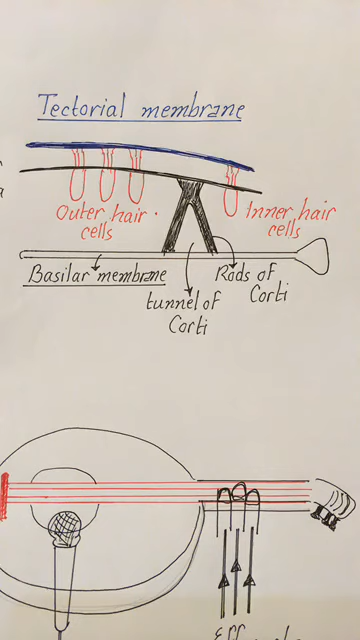 Tectorial membrane
Outer hair
cells
Inner hair
cells
Basilar membrane
Rods of
Corti
tunnel of
Corti